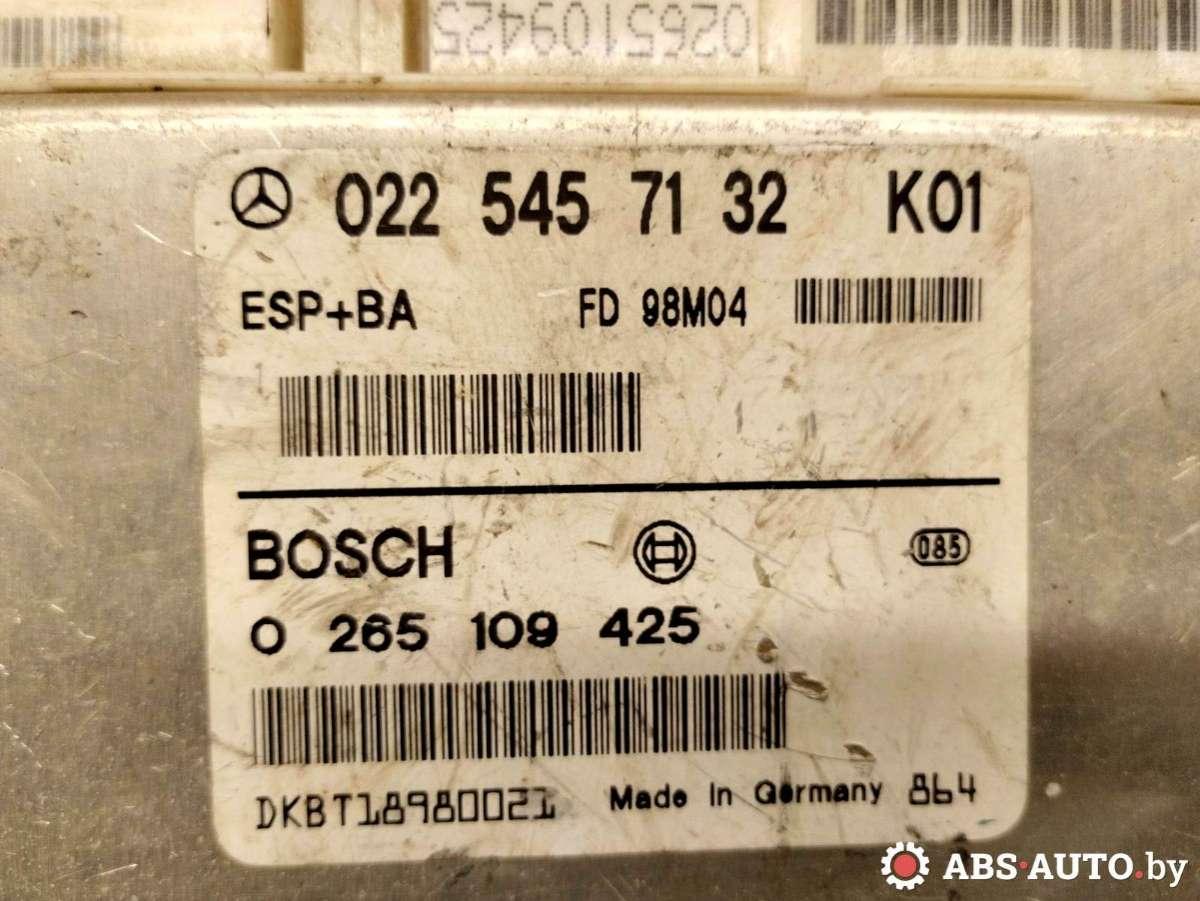 0265109425
022 545 71 32 K01
ESP+BA FD 98M04
BOSCH 085
0 265 109 425
DKBT18980021 Made In Germany 864
ABS-AUTO.by